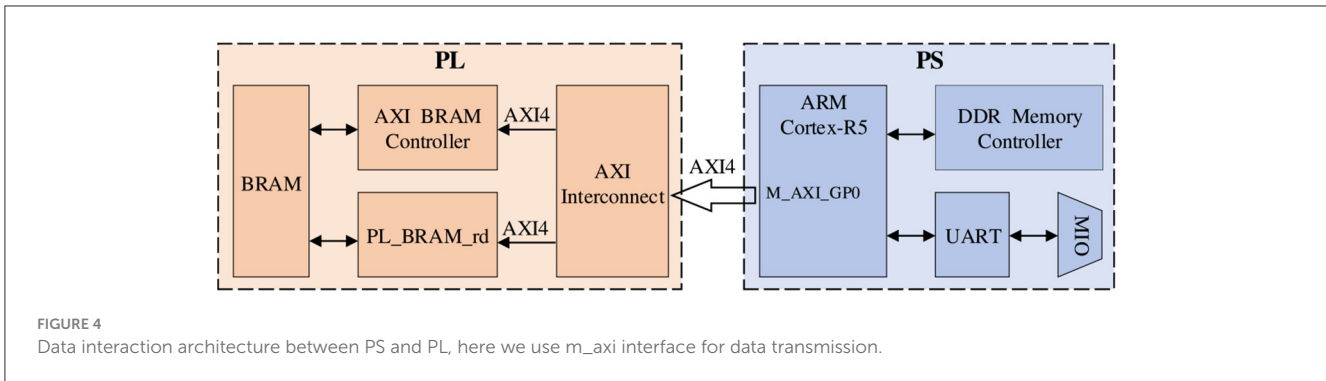 PL
BRAM
AXI BRAM
Controller
PL_BRAM_rd
AXI4
AXI4
AXI
Interconnect
AXI4
PS
ARM
Cortex-R5
M_AXI_GP0
DDR Memory
Controller
UART
MIO
FIGURE 4
Data interaction architecture between PS and PL, here we use m_axi interface for data transmission.